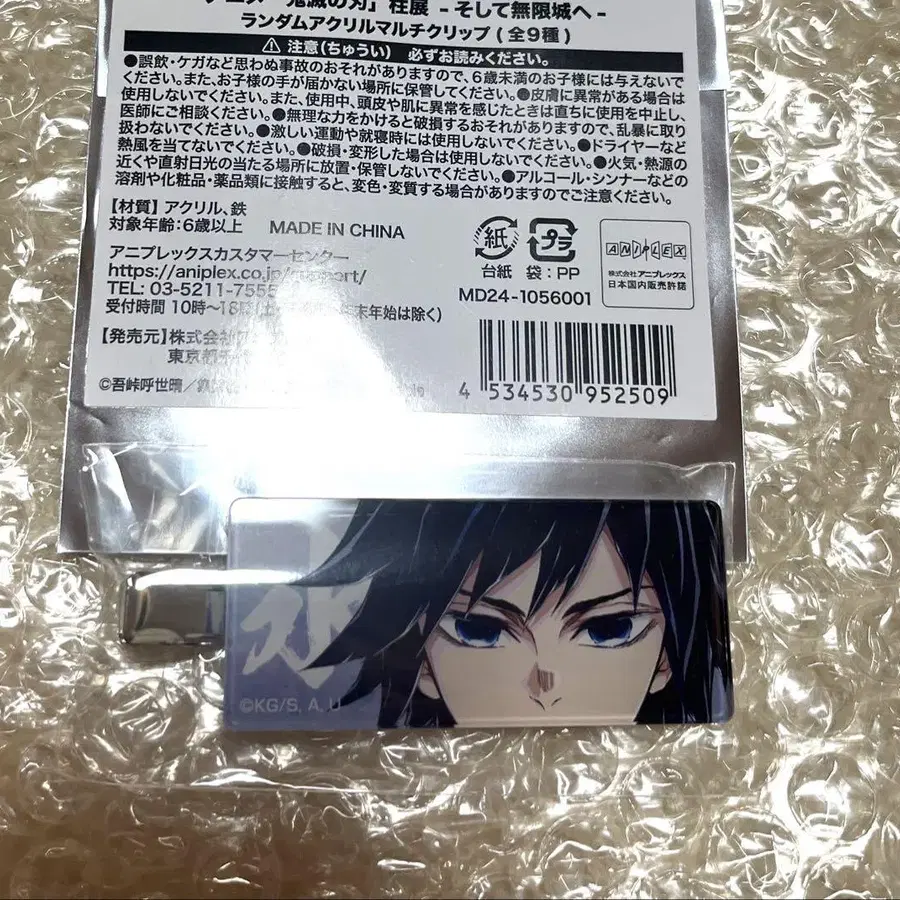 アニメ「鬼滅の刃」柱展 -そして無限城へ-
ランダムアクリルマルチクリップ(全9種)
⚠ 注意(ちゅうい) 必ずお読みください。
●誤飲・ケガなど思わぬ事故のおそれがありますので、6歳未満のお子様には与えないで
ください。また、お子様の手が届かない場所に保管してください。●皮膚に異常がある場合は
使用しないでください。また、使用中、頭皮や肌に異常を感じたときは直ちに使用を中止し、
医師にご相談ください。●無理な力をかけると破損するおそれがありますので、乱暴に取り
扱わないでください。●激しい運動や就寝時には使用しないでください。●ドライヤーなど
熱風を当てないでください。●破損・変形した場合は使用しないでください。●火気・熱源の
近くや直射日光の当たる場所に放置・保管しないでください。●アルコール・シンナーなどの
溶剤や化粧品・薬品類に接触すると、変色・変質する場合がありますのでご注意ください。
【材質】アクリル、鉄
対象年齢:6歳以上 MADE IN CHINA
アニプレックスカスタマーセンター
https://aniplex.co.jp/support/
TEL: 03-5211-7555
受付時間 10時～18時(土 年末年始は除く)
【発売元】株式会社
東京都千
©吾峠呼世晴／
紙
台紙
プラ
袋:PP
MD24-1056001
ANIPLEX
株式会社アニプレックス
日本国内販売許諾
4 534530 952509
水
©KG/S, A, U